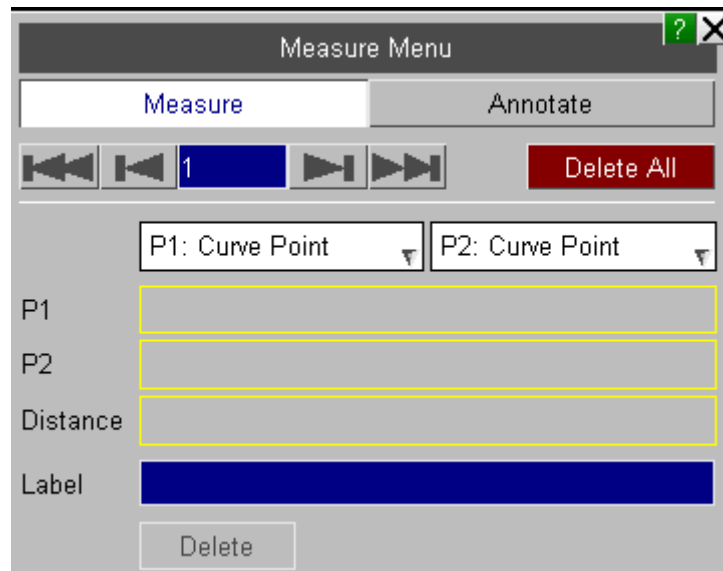 Measure Menu ?
Measure Annotate
1 Delete All
P1: Curve Point P2: Curve Point
P1
P2
Distance
Label
Delete